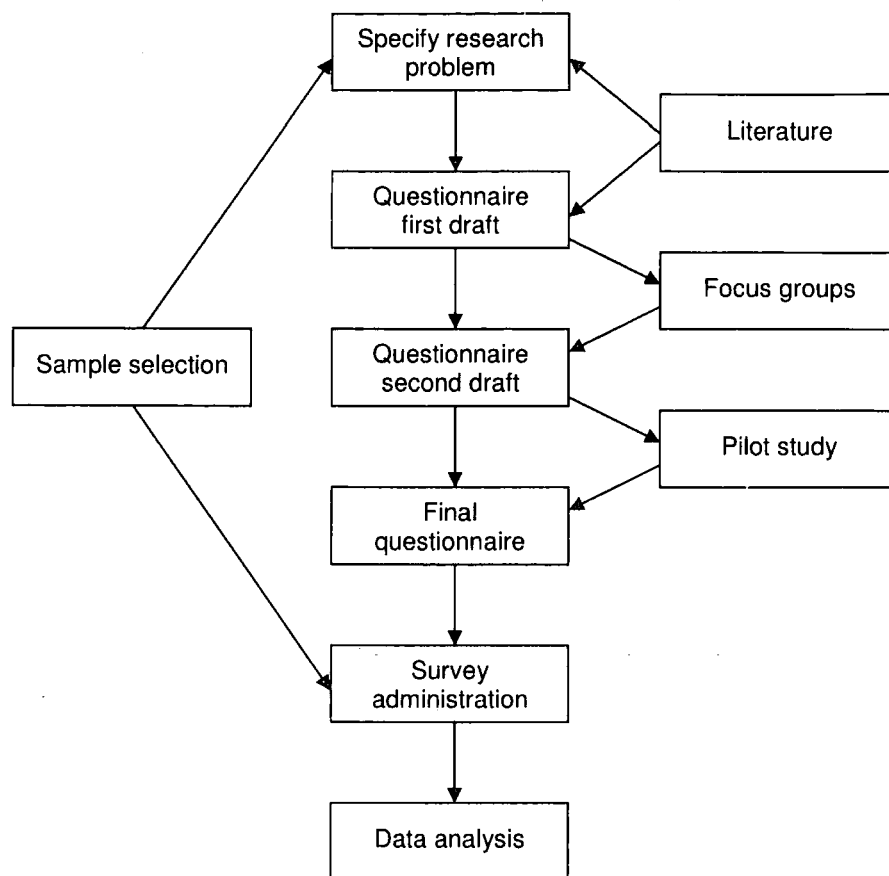 Specify research
problem
Literature
Questionnaire
first draft
Focus groups
Sample selection
Questionnaire
second draft
Pilot study
Final
questionnaire
Survey
administration
Data analysis